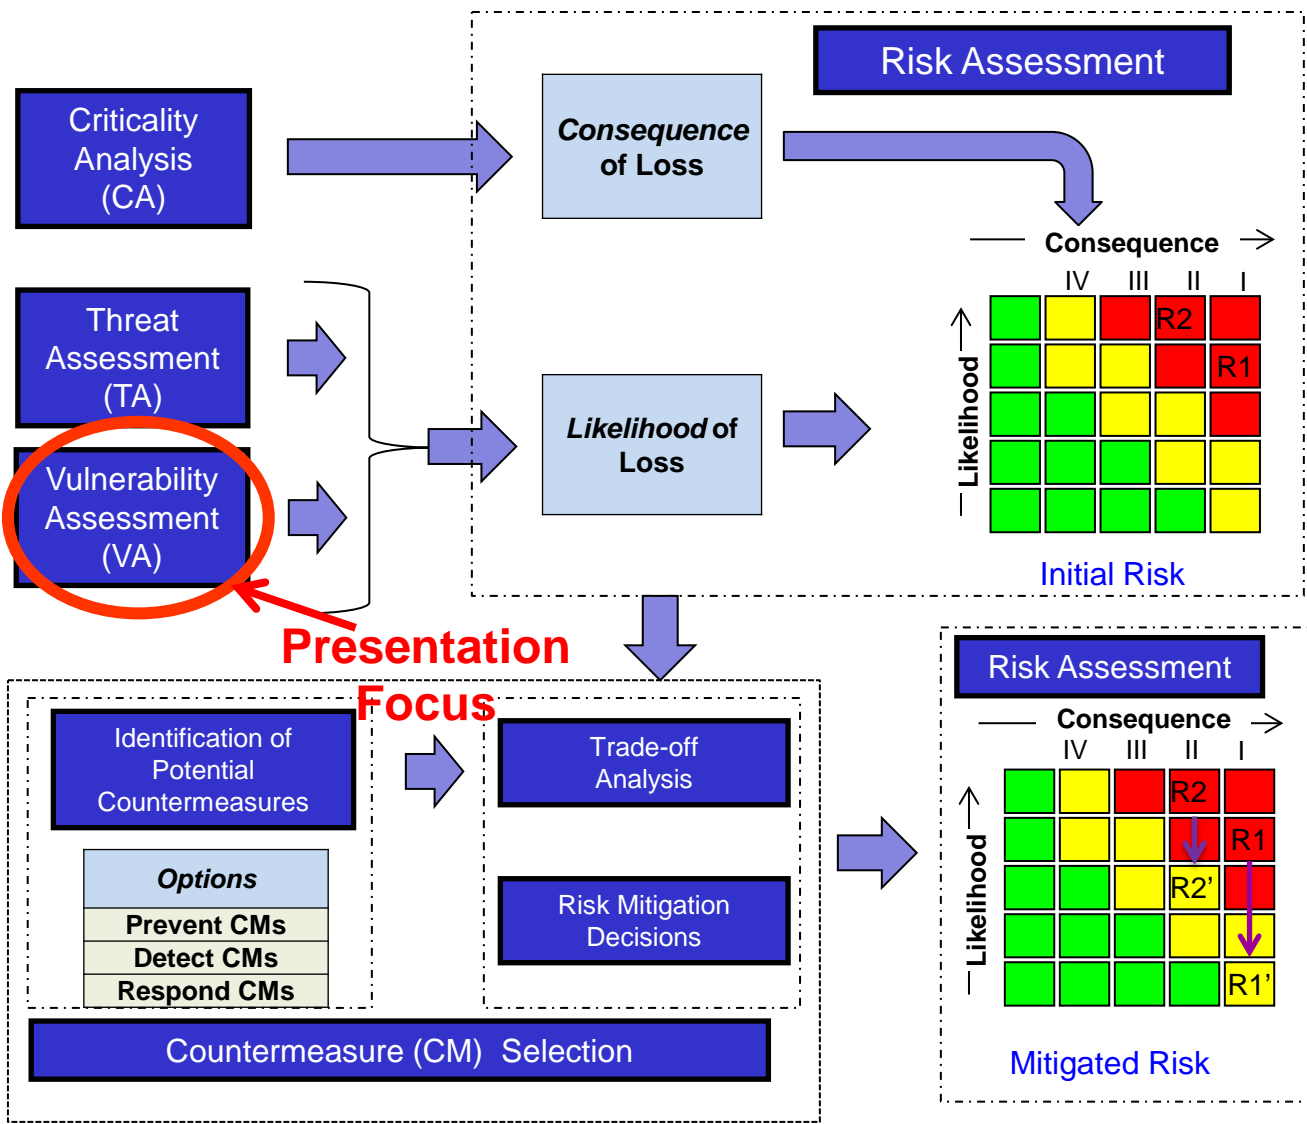 Risk Assessment
Criticality
Analysis
(CA)
Consequence
of Loss
Consequence
IV III II I
Threat
Assessment
(TA)
Likelihood of
Loss
Likelihood
R2
R1
Vulnerability
Assessment
(VA)
Initial Risk
Presentation
Focus
Identification of
Potential
Countermeasures
Options
Prevent CMs
Detect CMs
Respond CMs
Trade-off
Analysis
Risk Mitigation
Decisions
Countermeasure (CM) Selection
Risk Assessment
Consequence
IV III II I
Likelihood
R2
R1
R2’
R1’
Mitigated Risk